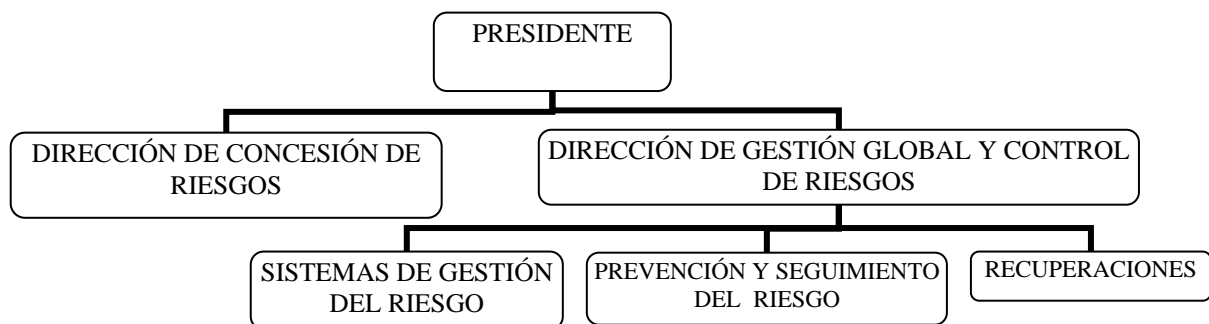 PRESIDENTE
DIRECCIÓN DE CONCESIÓN DE
RIESGOS
DIRECCIÓN DE GESTIÓN GLOBAL Y CONTROL
DE RIESGOS
SISTEMAS DE GESTIÓN
DEL RIESGO
PREVENCIÓN Y SEGUIMIENTO
DEL RIESGO
RECUPERACIONES